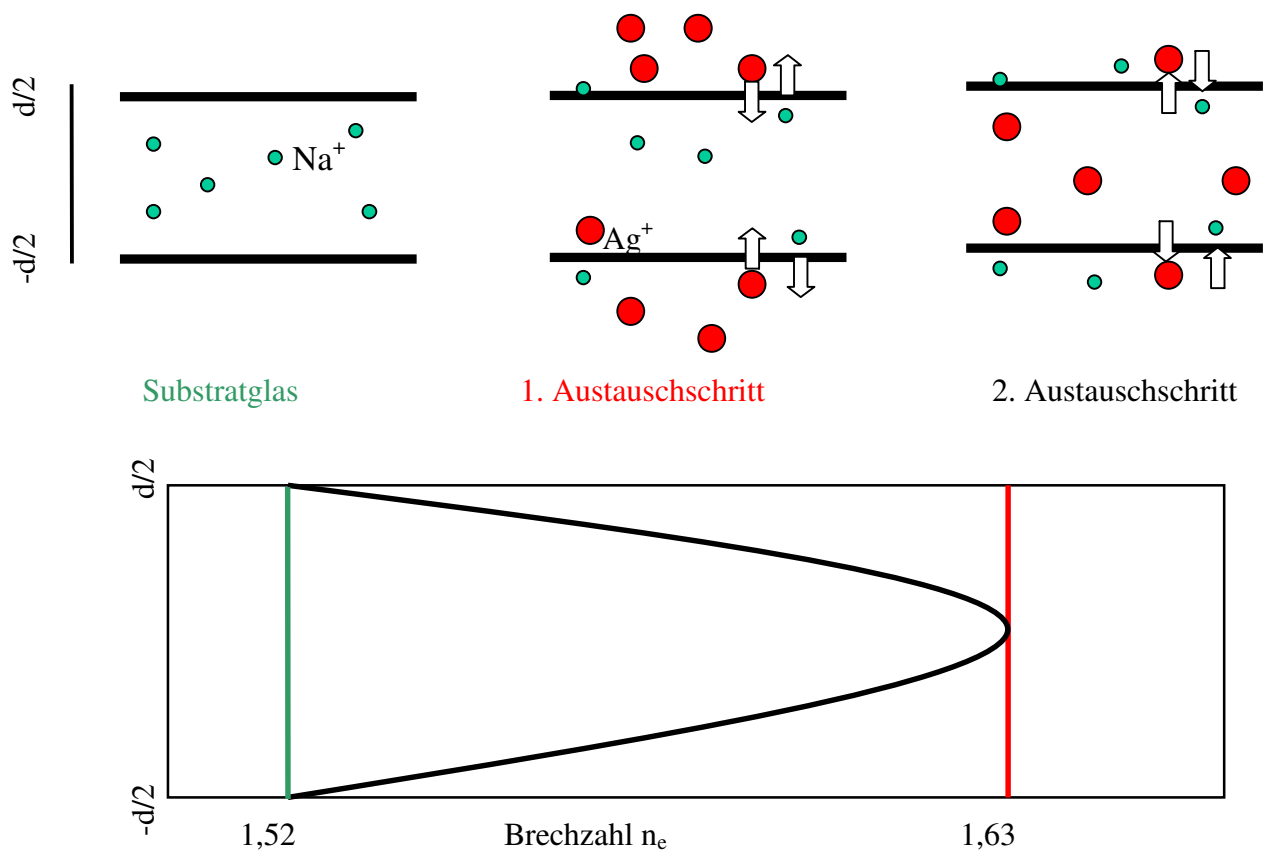 d/2
-d/2
Na⁺
Ag⁺
Substratglas
1. Austauschschritt
2. Austauschschritt
d/2
-d/2
1,52
Brechzahl nₑ
1,63